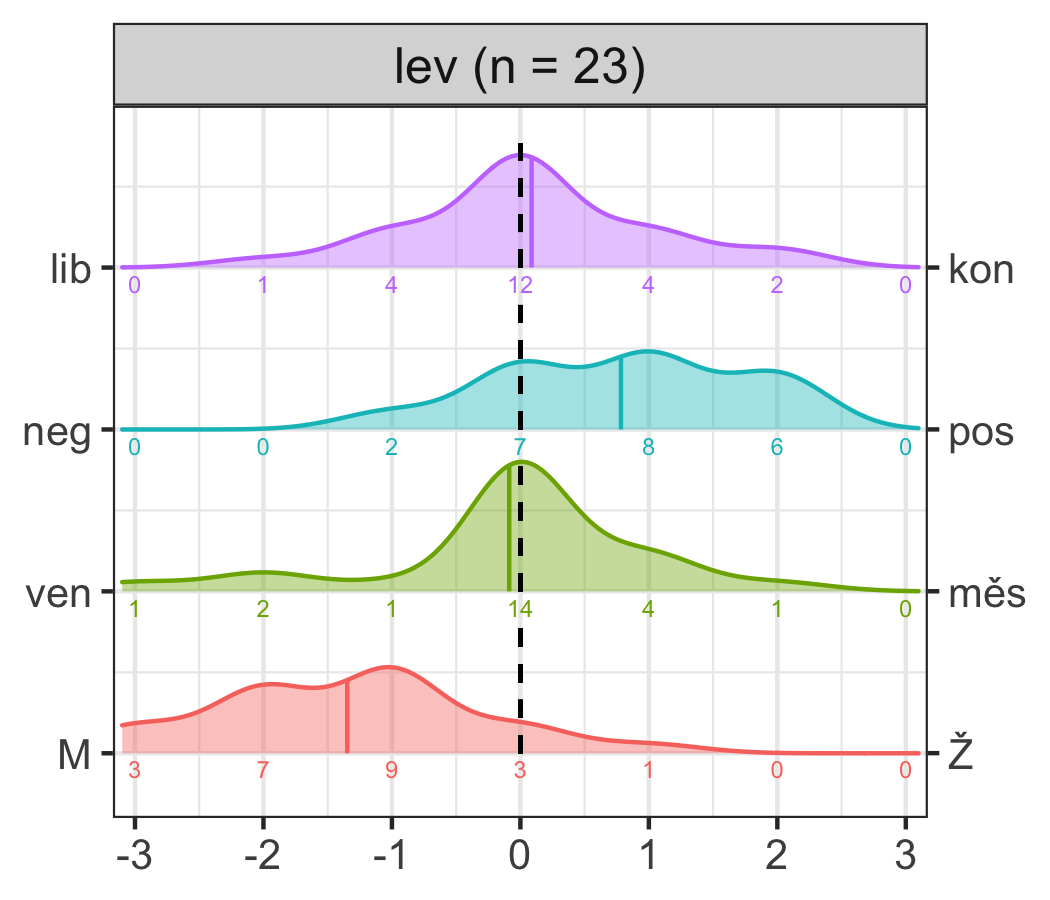 lev (n = 23)
lib kon
0 1 4 12 4 2 0
neg pos
0 0 2 7 8 6 0
ven měs
1 2 1 14 4 1 0
M Ž
3 7 9 3 1 0 0
-3 -2 -1 0 1 2 3